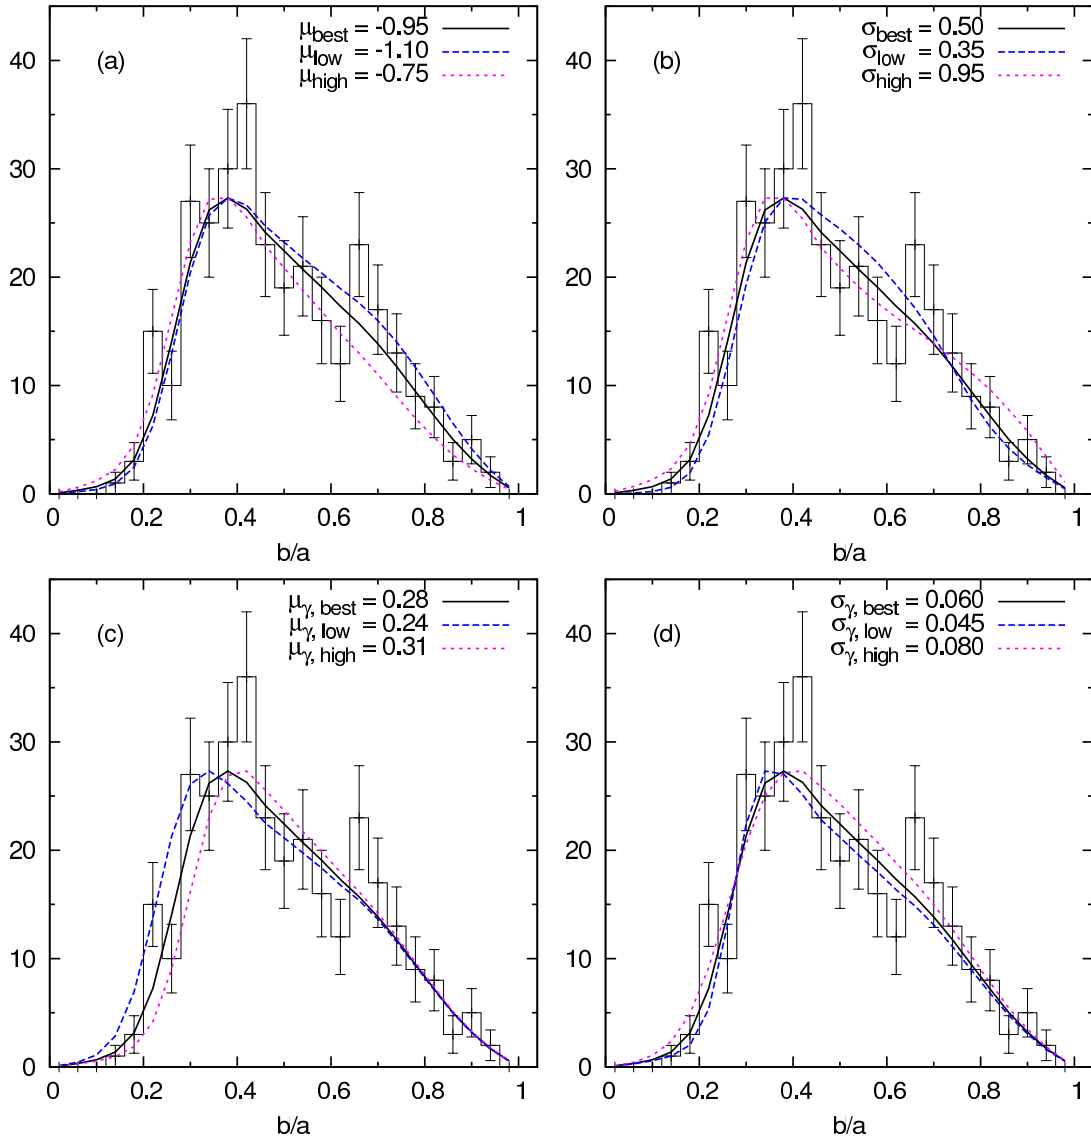 (a)
μbest = -0.95
μlow = -1.10
μhigh = -0.75
40
30
20
10
0
0 0.2 0.4 0.6 0.8 1
b/a
(b)
σbest = 0.50
σlow = 0.35
σhigh = 0.95
40
30
20
10
0
0 0.2 0.4 0.6 0.8 1
b/a
(c)
μγ, best = 0.28
μγ, low = 0.24
μγ, high = 0.31
40
30
20
10
0
0 0.2 0.4 0.6 0.8 1
b/a
(d)
σγ, best = 0.060
σγ, low = 0.045
σγ, high = 0.080
40
30
20
10
0
0 0.2 0.4 0.6 0.8 1
b/a